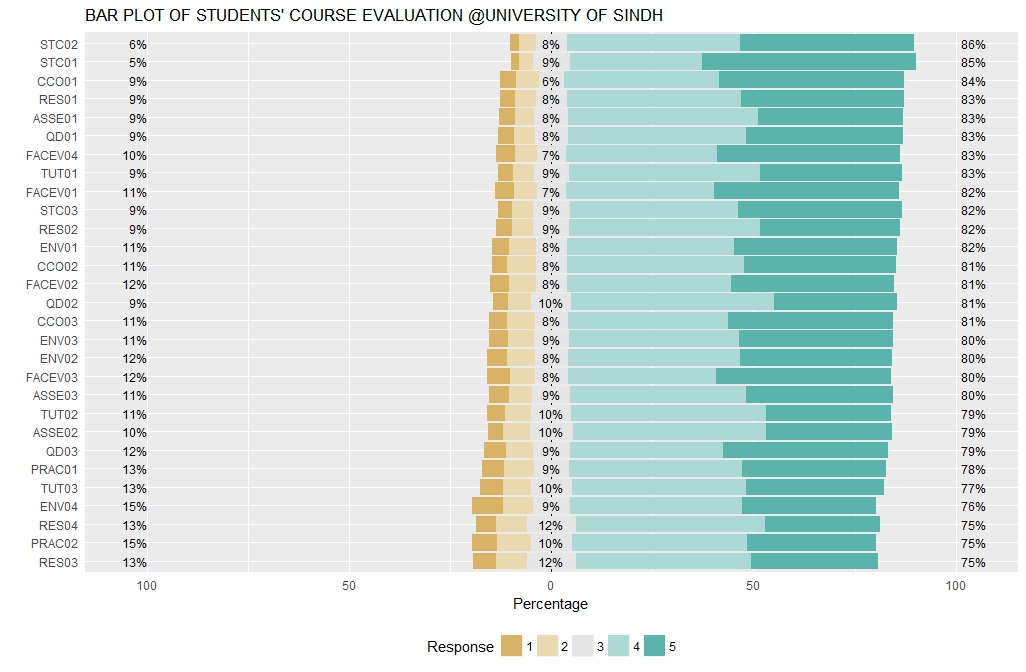 BAR PLOT OF STUDENTS' COURSE EVALUATION @UNIVERSITY OF SINDH
STC02 6% 8% 86%
STC01 5% 9% 85%
CCO01 9% 6% 84%
RES01 9% 8% 83%
ASSE01 9% 8% 83%
QD01 9% 8% 83%
FACEV04 10% 7% 83%
TUT01 9% 9% 83%
FACEV01 11% 7% 82%
STC03 9% 9% 82%
RES02 9% 9% 82%
ENV01 11% 8% 82%
CCO02 11% 8% 81%
FACEV02 12% 8% 81%
QD02 9% 10% 81%
CCO03 11% 8% 81%
ENV03 11% 9% 80%
ENV02 12% 8% 80%
FACEV03 12% 8% 80%
ASSE03 11% 9% 80%
TUT02 11% 10% 79%
ASSE02 10% 10% 79%
QD03 12% 9% 79%
PRAC01 13% 9% 78%
TUT03 13% 10% 77%
ENV04 15% 9% 76%
RES04 13% 12% 75%
PRAC02 15% 10% 75%
RES03 13% 12% 75%
100 50 0 50 100
Percentage
Response 1 2 3 4 5